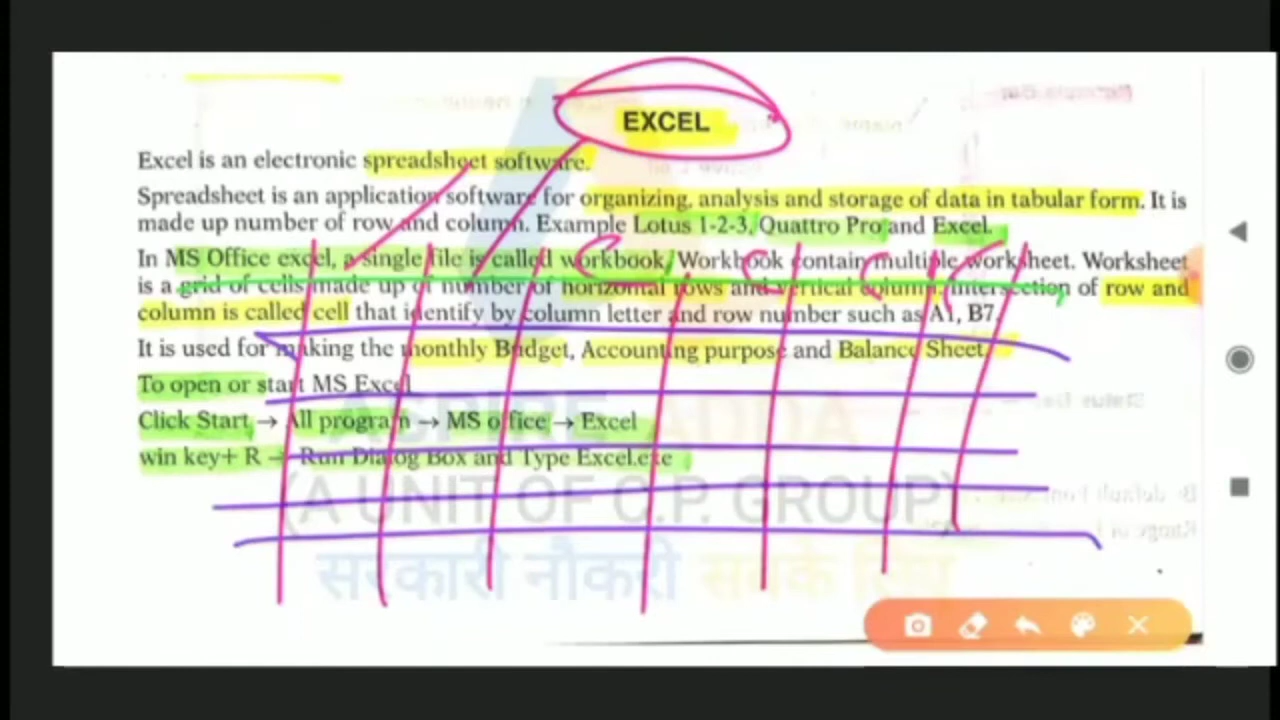 EXCEL
Excel is an electronic spreadsheet software.
Spreadsheet is an application software for organizing, analysis and storage of data in tabular form. It is
made up number of row and column. Example Lotus 1-2-3, Quattro Pro and Excel.
In MS Office excel, a single file is called workbook, Workbook contain multiple worksheet. Worksheet
is a grid of cells made up of number of horizontal rows and vertical column, Intersection of row and
column is called cell that identify by column letter and row number such as A1, B7.
It is used for making the monthly Budget, Accounting purpose and Balance Sheet.
To open or start MS Excel
Click Start → All program → MS office → Excel
win key+ R → Run Dialog Box and Type Excel.exe
ASPIRE ADDA
(A UNIT OF C.P. GROUP)
सरकारी नौकरी सबके लिए